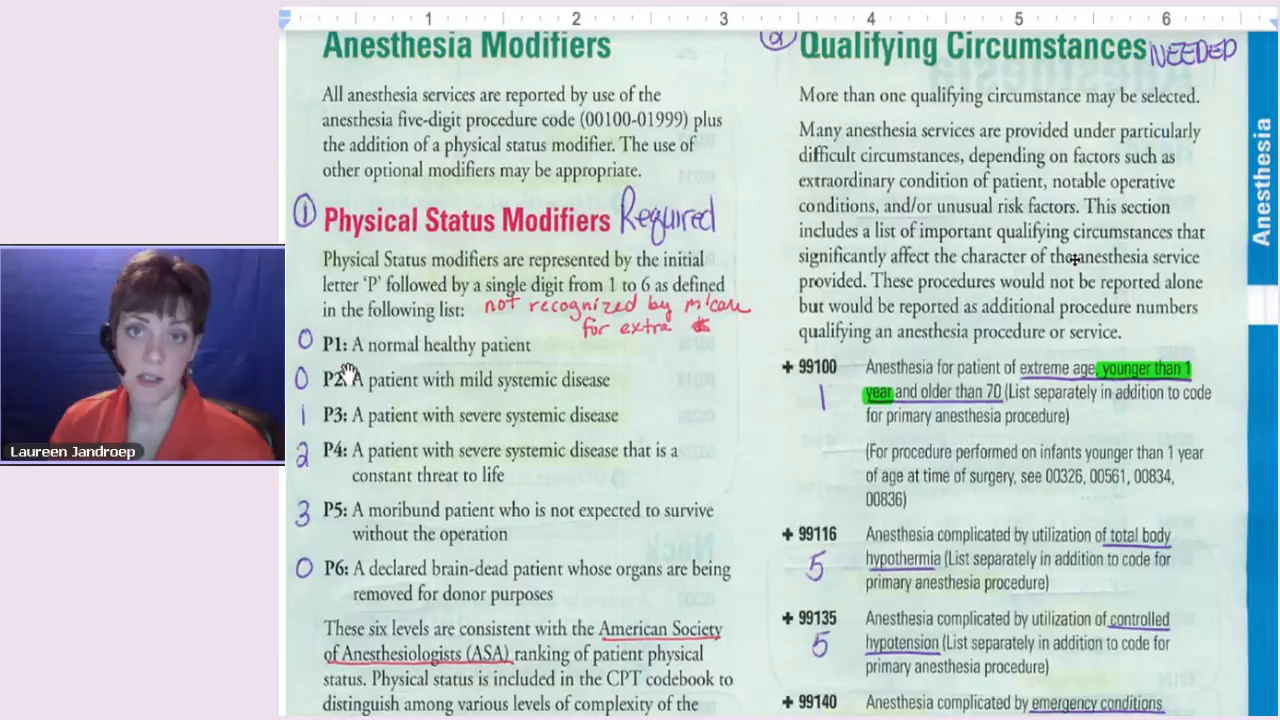 1 2 3 4 5 6
Anesthesia Modifiers
All anesthesia services are reported by use of the
anesthesia five-digit procedure code (00100-01999) plus
the addition of a physical status modifier. The use of
other optional modifiers may be appropriate.
① Physical Status Modifiers Required
Physical Status modifiers are represented by the initial
letter ‘P’ followed by a single digit from 1 to 6 as defined
in the following list: not recognized by m'care
for extra $
0 P1: A normal healthy patient
0 P2: A patient with mild systemic disease
1 P3: A patient with severe systemic disease
2 P4: A patient with severe systemic disease that is a
constant threat to life
3 P5: A moribund patient who is not expected to survive
without the operation
0 P6: A declared brain-dead patient whose organs are being
removed for donor purposes
These six levels are consistent with the American Society
of Anesthesiologists (ASA) ranking of patient physical
status. Physical status is included in the CPT codebook to
distinguish among various levels of complexity of the
② Qualifying Circumstances NEEDED
More than one qualifying circumstance may be selected.
Many anesthesia services are provided under particularly
difficult circumstances, depending on factors such as
extraordinary condition of patient, notable operative
conditions, and/or unusual risk factors. This section
includes a list of important qualifying circumstances that
significantly affect the character of the anesthesia service
provided. These procedures would not be reported alone
but would be reported as additional procedure numbers
qualifying an anesthesia procedure or service.
+ 99100 Anesthesia for patient of extreme age, younger than 1
1 year and older than 70 (List separately in addition to code
for primary anesthesia procedure)
(For procedure performed on infants younger than 1 year
of age at time of surgery, see 00326, 00561, 00834,
00836)
+ 99116 Anesthesia complicated by utilization of total body
5 hypothermia (List separately in addition to code for
primary anesthesia procedure)
+ 99135 Anesthesia complicated by utilization of controlled
5 hypotension (List separately in addition to code for
primary anesthesia procedure)
+ 99140 Anesthesia complicated by emergency conditions
Anesthesia
Laureen Jandroep